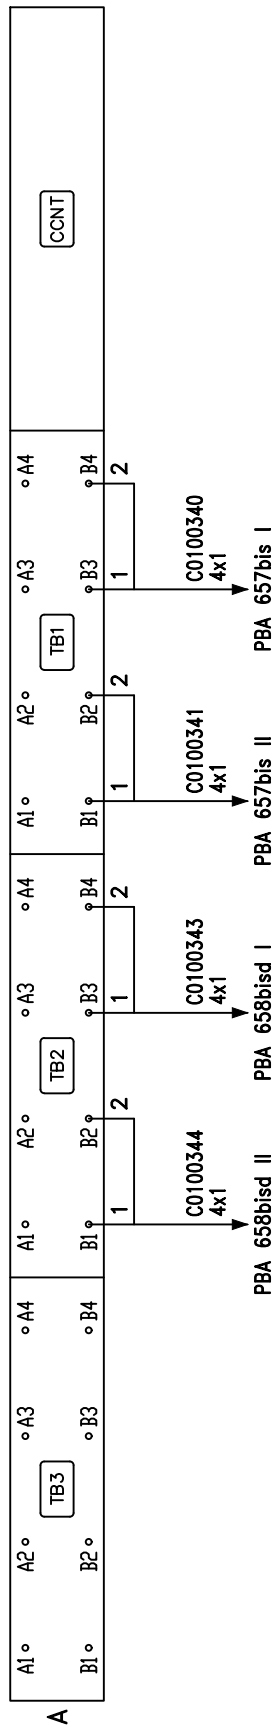 A
A1 A2 A3 A4 A1 A2 A3 A4 A1 A2 A3 A4
TB3 TB2 TB1 CCNT
B1 B2 B3 B4 B1 B2 B3 B4 B1 B2 B3 B4
1 2 1 2 1 2 1 2
C0100344 C0100343 C0100341 C0100340
4x1 4x1 4x1 4x1
PBA 658bisd II PBA 658bisd I PBA 657bis II PBA 657bis I